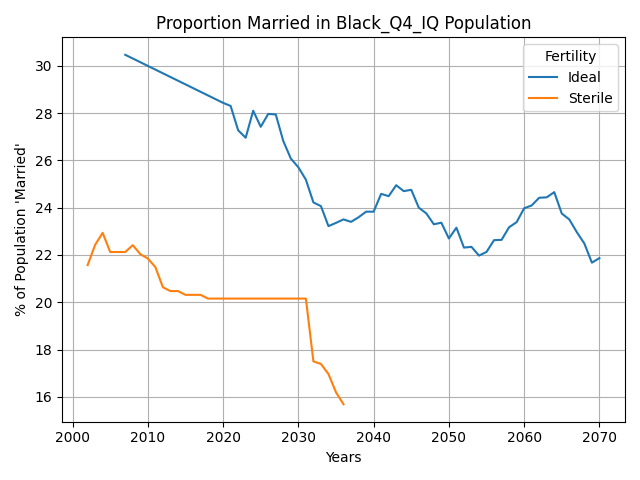 Proportion Married in Black_Q4_IQ Population
% of Population 'Married'
30
28
26
24
22
20
18
16
Fertility
Ideal
Sterile
2000 2010 2020 2030 2040 2050 2060 2070
Years